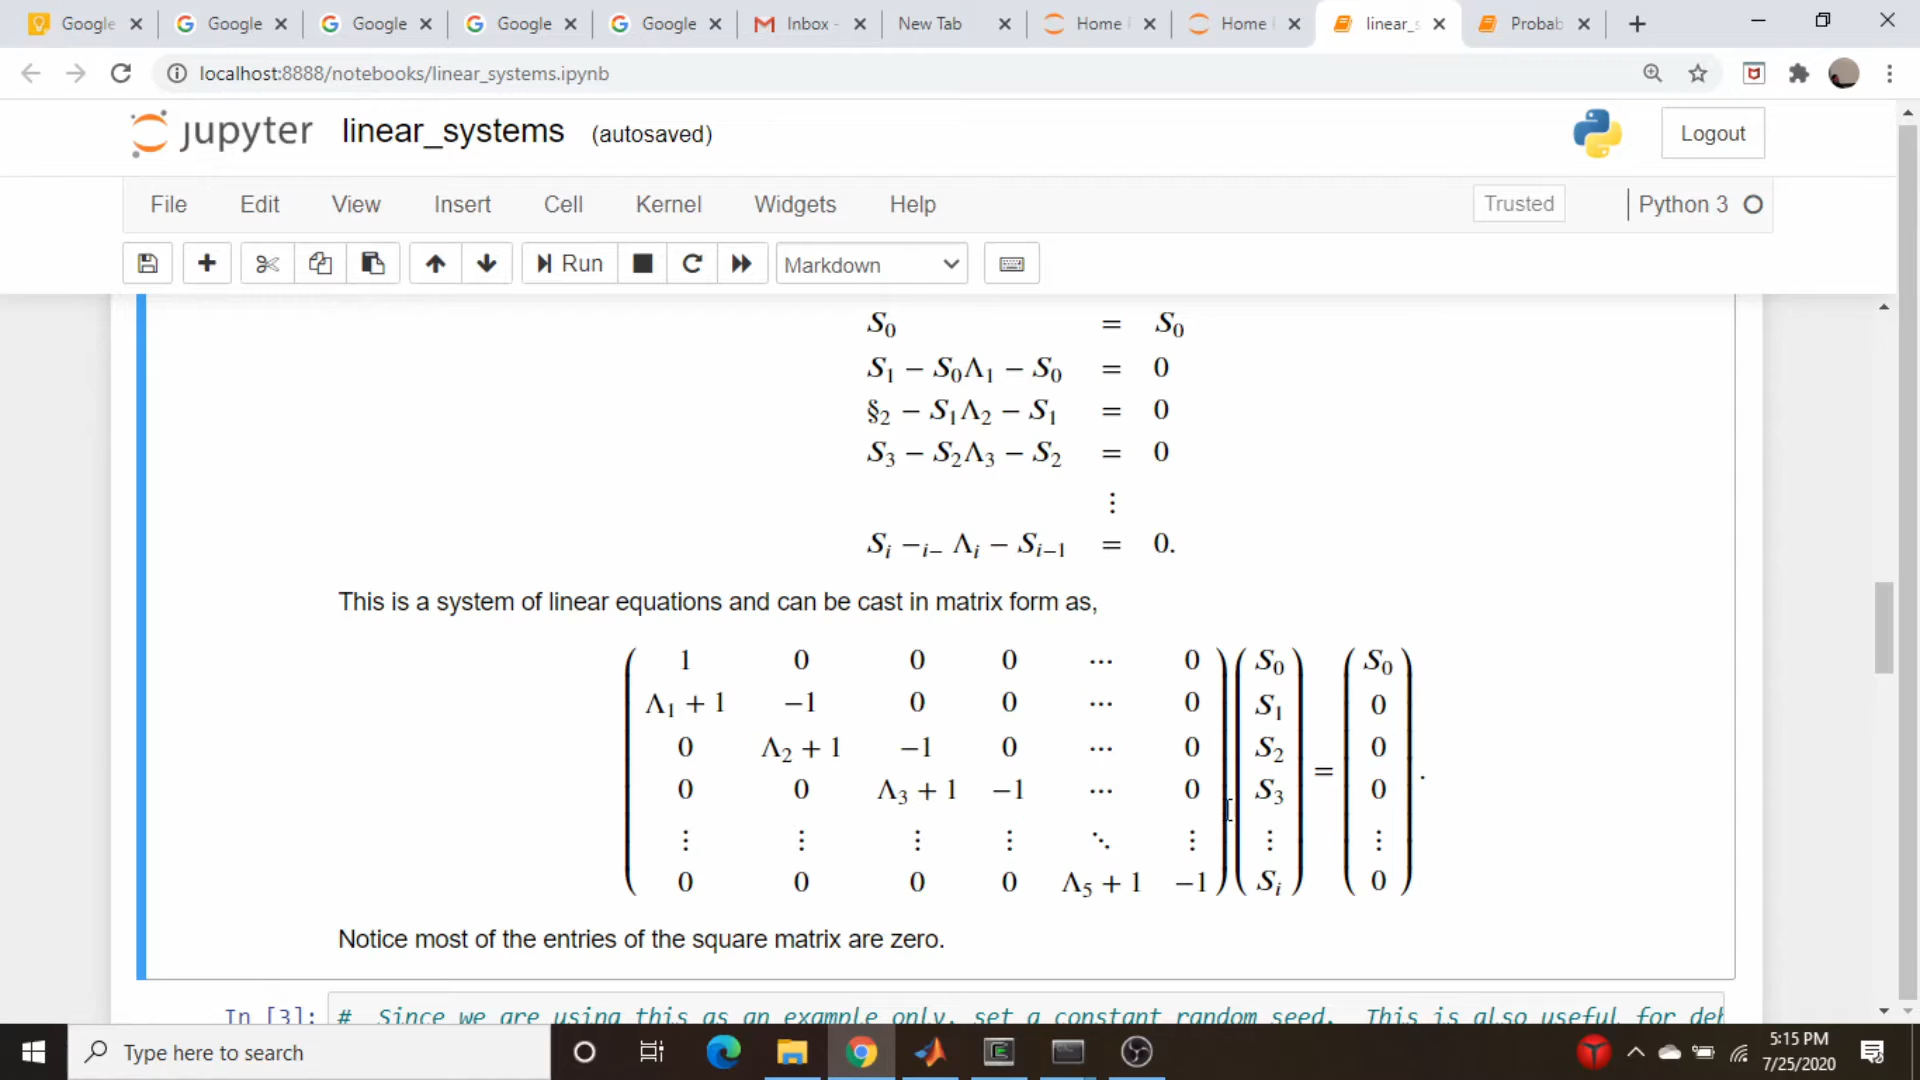 Google Google Google Google Google Inbox - New Tab Home Home linear_s Probab
localhost:8888/notebooks/linear_systems.ipynb
jupyter linear_systems (autosaved) Logout
File Edit View Insert Cell Kernel Widgets Help Trusted Python 3
Run Markdown
S₀ = S₀
S₁ − S₀Λ₁ − S₀ = 0
§₂ − S₁Λ₂ − S₁ = 0
S₃ − S₂Λ₃ − S₂ = 0
⋮
Sᵢ −ᵢ₋ Λᵢ − Sᵢ₋₁ = 0.
This is a system of linear equations and can be cast in matrix form as,
1 0 0 0 ⋯ 0 S₀ S₀
Λ₁ + 1 −1 0 0 ⋯ 0 S₁ 0
0 Λ₂ + 1 −1 0 ⋯ 0 S₂ 0
0 0 Λ₃ + 1 −1 ⋯ 0 S₃ = 0 .
⋮ ⋮ ⋮ ⋮ ⋱ ⋮ ⋮ ⋮
0 0 0 0 Λ₅ + 1 −1 Sᵢ 0
Notice most of the entries of the square matrix are zero.
In [3]: # Since we are using this as an example only, set a constant random seed. This is also useful for det
Type here to search
5:15 PM
7/25/2020